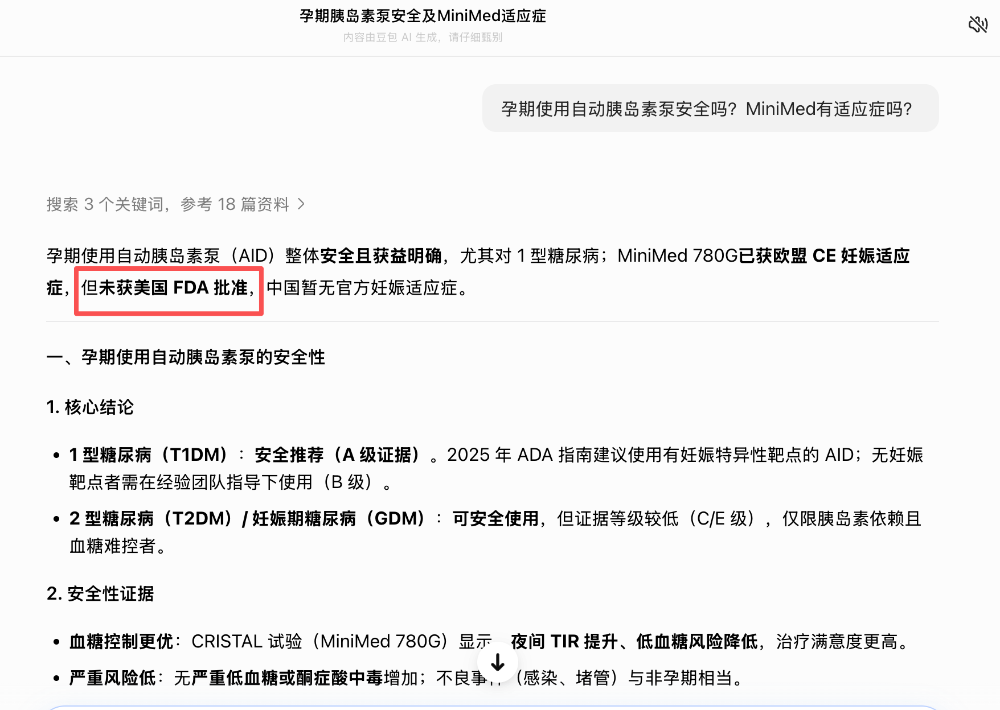 孕期胰岛素泵安全及MiniMed适应症
内容由豆包 AI 生成，请仔细甄别
孕期使用自动胰岛素泵安全吗？MiniMed有适应症吗？
搜索 3 个关键词，参考 18 篇资料
孕期使用自动胰岛素泵（AID）整体安全且获益明确，尤其对 1 型糖尿病；MiniMed 780G已获欧盟 CE 妊娠适应
症，但未获美国 FDA 批准，中国暂无官方妊娠适应症。
一、孕期使用自动胰岛素泵的安全性
1. 核心结论
• 1 型糖尿病（T1DM）：安全推荐（A 级证据）。2025 年 ADA 指南建议使用有妊娠特异性靶点的 AID；无妊娠
靶点者需在经验团队指导下使用（B 级）。
• 2 型糖尿病（T2DM）/ 妊娠期糖尿病（GDM）：可安全使用，但证据等级较低（C/E 级），仅限胰岛素依赖且
血糖难控者。
2. 安全性证据
• 血糖控制更优：CRISTAL 试验（MiniMed 780G）显示 夜间 TIR 提升、低血糖风险降低，治疗满意度更高。
• 严重风险低：无严重低血糖或酮症酸中毒增加；不良事件（感染、堵管）与非孕期相当。